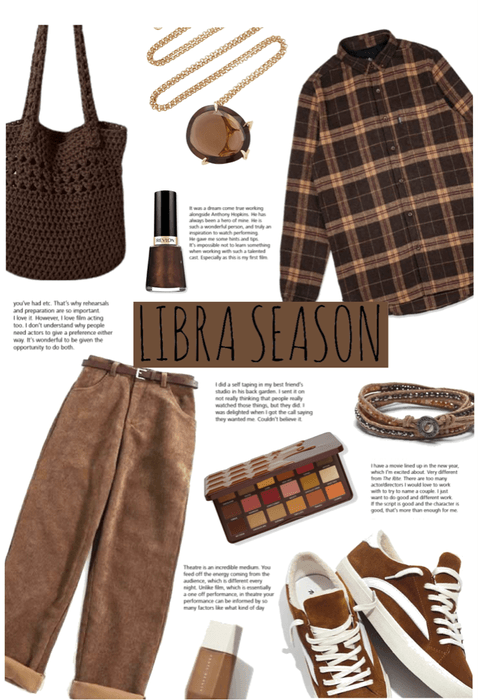 It was a dream come true working
alongside Anthony Hopkins. He has
always been a hero of mine. He is
such a wonderful person, and truly an
inspiration to watch performing.
He gave me some hints and tips.
It's impossible not to learn something
when working with such a talented
cast. Especially as this is my first film.
REVLON
you've had etc. That's why rehearsals
and preparation are so important.
I love it. However, I love film acting
too. I don't understand why people
need actors to give a preference either
way. It's wonderful to be given the
opportunity to do both.
LIBRA SEASON
I did a self taping in my best friend's
studio in his back garden. I sent it on
not really thinking that people really
watched those things, but they did. I
was delighted when I got the call saying
they wanted me. Couldn't believe it.
I have a movie lined up in the new year,
which I'm excited about. Very different
from The Rite. There are too many
actor/directors I would love to work
with to try to name a couple. I just
want to do good and different work.
If the script is good and the character is
good, that's more than enough for me.
Theatre is an incredible medium. You
feed off the energy coming from the
audience, which is different every
night. Unlike film, which is essentially
a one off performance, in theatre your
performance can be informed by so
many factors like what kind of day